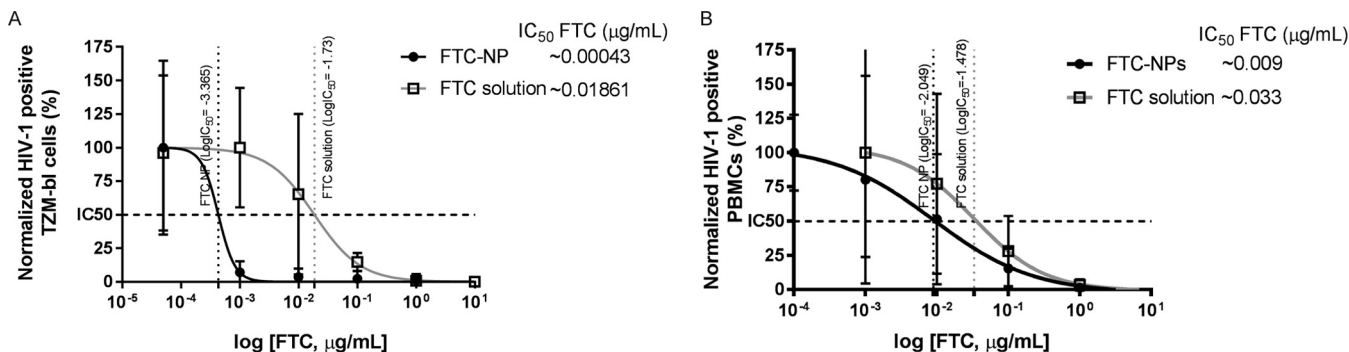 A
Normalized HIV-1 positive
TZM-bl cells (%)
175
150
125
100
75
IC50
25
0
10-5
10-4
10-3
10-2
10-1
100
101
log [FTC, μg/mL]
FTC NP (LogIC50= -3.365)
FTC solution (LogIC50= -1.73)
IC50 FTC (μg/mL)
FTC-NP ~0.00043
FTC solution ~0.01861
B
Normalized HIV-1 positive
PBMCs (%)
175
150
125
100
75
IC50
25
0
10-4
10-3
10-2
10-1
100
101
log [FTC, μg/mL]
FTC NP (LogIC50=-2.049)
FTC solution (LogIC50=-1.478)
IC50 FTC (μg/mL)
FTC-NPs ~0.009
FTC solution ~0.033